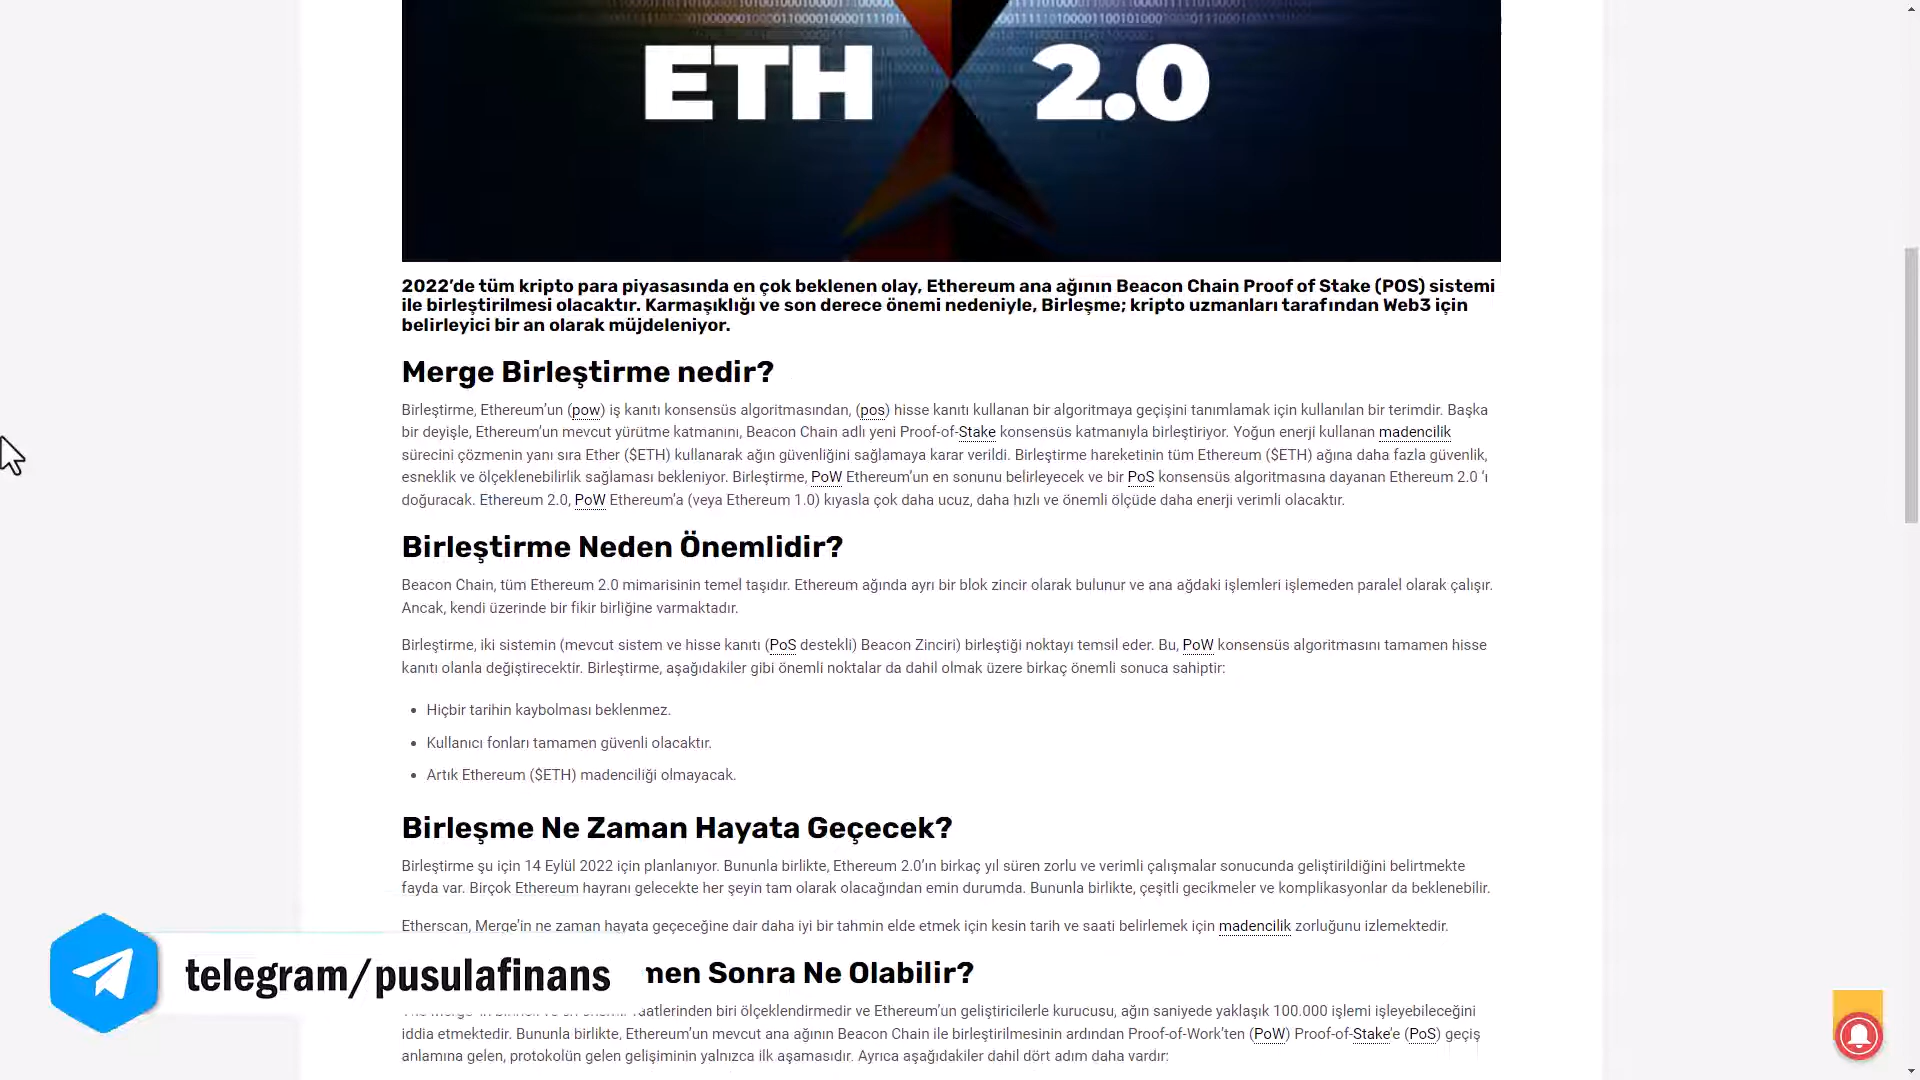 ETH 2.0
2022’de tüm kripto para piyasasında en çok beklenen olay, Ethereum ana ağının Beacon Chain Proof of Stake (POS) sistemi
ile birleştirilmesi olacaktır. Karmaşıklığı ve son derece önemi nedeniyle, Birleşme; kripto uzmanları tarafından Web3 için
belirleyici bir an olarak müjdeleniyor.
Merge Birleştirme nedir?
Birleştirme, Ethereum’un (pow) iş kanıtı konsensüs algoritmasından, (pos) hisse kanıtı kullanan bir algoritmaya geçişini tanımlamak için kullanılan bir terimdir. Başka
bir deyişle, Ethereum’un mevcut yürütme katmanını, Beacon Chain adlı yeni Proof-of-Stake konsensüs katmanıyla birleştiriyor. Yoğun enerji kullanan madencilik
sürecini çözmenin yanı sıra Ether ($ETH) kullanarak ağın güvenliğini sağlamaya karar verildi. Birleştirme hareketinin tüm Ethereum ($ETH) ağına daha fazla güvenlik,
esneklik ve ölçeklenebilirlik sağlaması bekleniyor. Birleştirme, PoW Ethereum’un en sonunu belirleyecek ve bir PoS konsensüs algoritmasına dayanan Ethereum 2.0 ‘ı
doğuracak. Ethereum 2.0, PoW Ethereum’a (veya Ethereum 1.0) kıyasla çok daha ucuz, daha hızlı ve önemli ölçüde daha enerji verimli olacaktır.
Birleştirme Neden Önemlidir?
Beacon Chain, tüm Ethereum 2.0 mimarisinin temel taşıdır. Ethereum ağında ayrı bir blok zincir olarak bulunur ve ana ağdaki işlemleri işlemeden paralel olarak çalışır.
Ancak, kendi üzerinde bir fikir birliğine varmaktadır.
Birleştirme, iki sistemin (mevcut sistem ve hisse kanıtı (PoS destekli) Beacon Zinciri) birleştiği noktayı temsil eder. Bu, PoW konsensüs algoritmasını tamamen hisse
kanıtı olanla değiştirecektir. Birleştirme, aşağıdakiler gibi önemli noktalar da dahil olmak üzere birkaç önemli sonuca sahiptir:
• Hiçbir tarihin kaybolması beklenmez.
• Kullanıcı fonları tamamen güvenli olacaktır.
• Artık Ethereum ($ETH) madenciliği olmayacak.
Birleşme Ne Zaman Hayata Geçecek?
Birleştirme şu için 14 Eylül 2022 için planlanıyor. Bununla birlikte, Ethereum 2.0’ın birkaç yıl süren zorlu ve verimli çalışmalar sonucunda geliştirildiğini belirtmekte
fayda var. Birçok Ethereum hayranı gelecekte her şeyin tam olarak olacağından emin durumda. Bununla birlikte, çeşitli gecikmeler ve komplikasyonlar da beklenebilir.
Etherscan, Merge’in ne zaman hayata geçeceğine dair daha iyi bir tahmin elde etmek için kesin tarih ve saati belirlemek için madencilik zorluğunu izlemektedir.
men Sonra Ne Olabilir?
telegram/pusulafinans
atlerinden biri ölçeklendirmedir ve Ethereum’un geliştiricilerle kurucusu, ağın saniyede yaklaşık 100.000 işlemi işleyebileceğini
iddia etmektedir. Bununla birlikte, Ethereum’un mevcut ana ağının Beacon Chain ile birleştirilmesinin ardından Proof-of-Work’ten (PoW) Proof-of-Stake’e (PoS) geçiş
anlamına gelen, protokolün gelen gelişiminin yalnızca ilk aşamasıdır. Ayrıca aşağıdakiler dahil dört adım daha vardır: